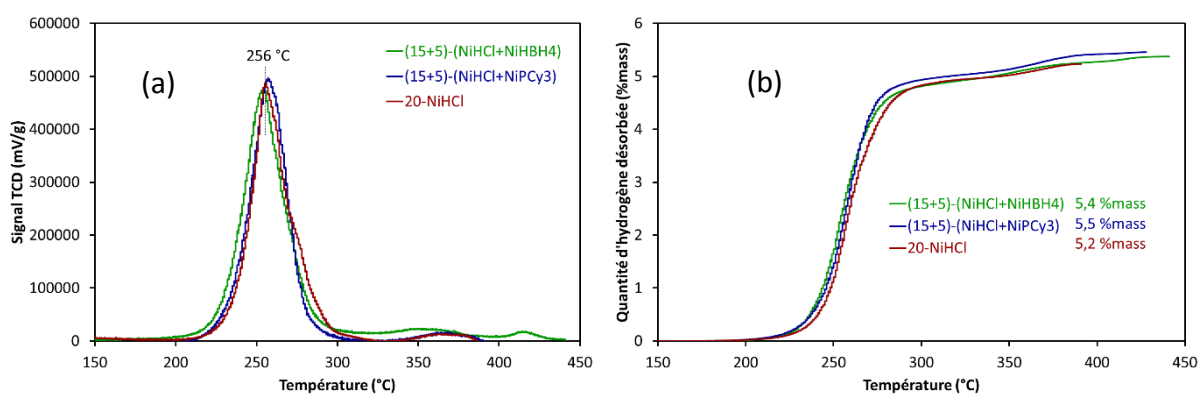 600000
500000
400000
300000
200000
100000
0
Signal TCD (mV/g)
(a)
256 °C
(15+5)-(NiHCl+NiHBH4)
(15+5)-(NiHCl+NiPCy3)
20-NiHCl
150 200 250 300 350 400 450
Température (°C)
6
5
4
3
2
1
0
Quantité d'hydrogène désorbée (%mass)
(b)
(15+5)-(NiHCl+NiHBH4) 5,4 %mass
(15+5)-(NiHCl+NiPCy3) 5,5 %mass
20-NiHCl 5,2 %mass
150 200 250 300 350 400 450
Température (°C)